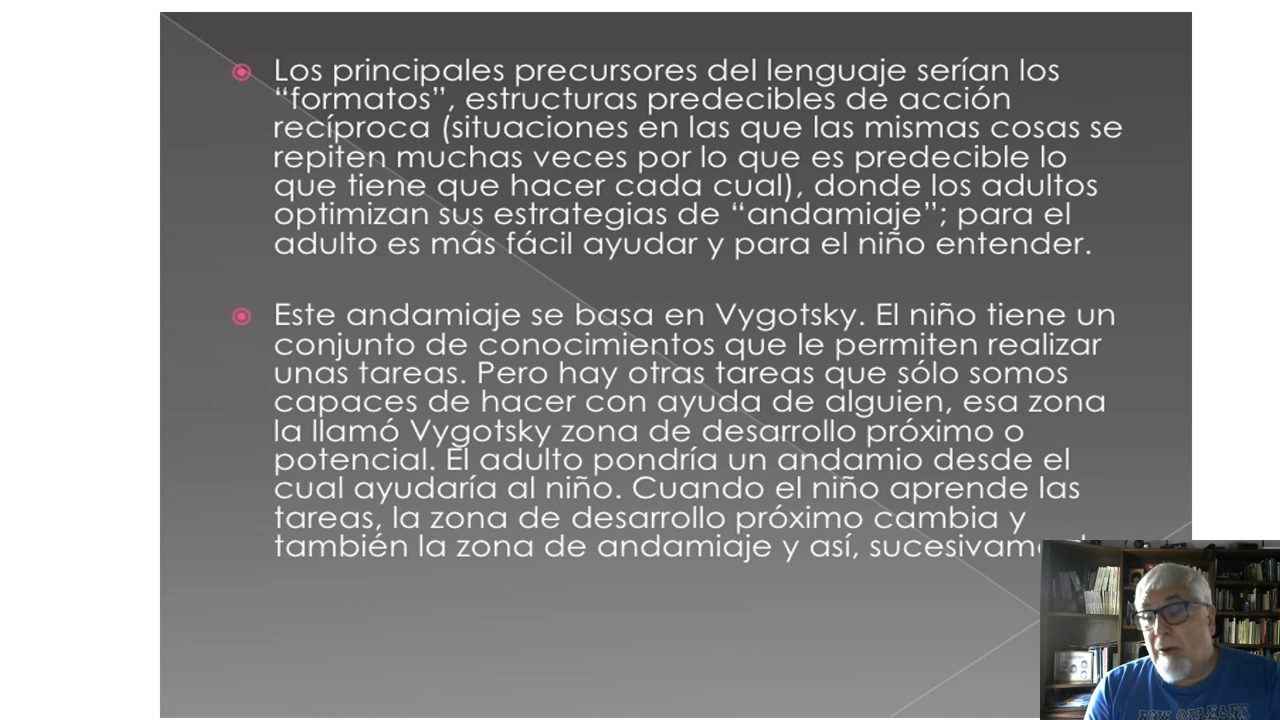 Los principales precursores del lenguaje serían los
“formatos”, estructuras predecibles de acción
recíproca (situaciones en las que las mismas cosas se
repiten muchas veces por lo que es predecible lo
que tiene que hacer cada cual), donde los adultos
optimizan sus estrategias de “andamiaje”; para el
adulto es más fácil ayudar y para el niño entender.
Este andamiaje se basa en Vygotsky. El niño tiene un
conjunto de conocimientos que le permiten realizar
unas tareas. Pero hay otras tareas que sólo somos
capaces de hacer con ayuda de alguien, esa zona
la llamó Vygotsky zona de desarrollo próximo o
potencial. El adulto pondría un andamio desde el
cual ayudaría al niño. Cuando el niño aprende las
tareas, la zona de desarrollo próximo cambia y
también la zona de andamiaje y así,
NEW ORLEANS